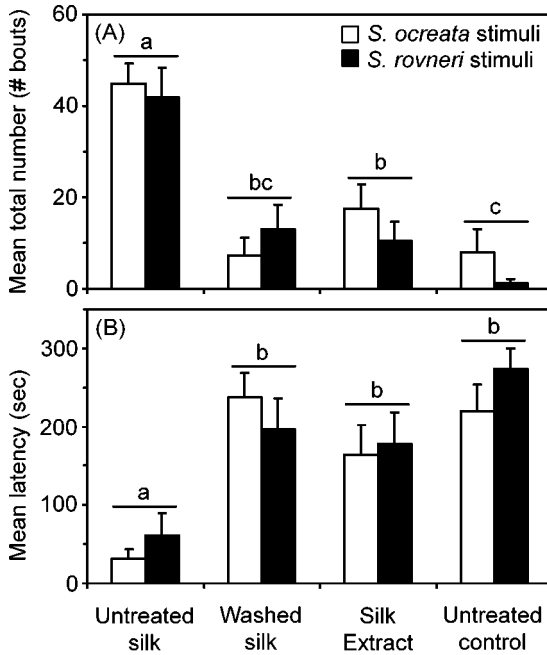 (A)
S. ocreata stimuli
S. rovneri stimuli
Mean total number (# bouts)
60
40
20
0
a
bc
b
c
(B)
Mean latency (sec)
300
200
100
0
a
b
b
b
Untreated silk
Washed silk
Silk Extract
Untreated control